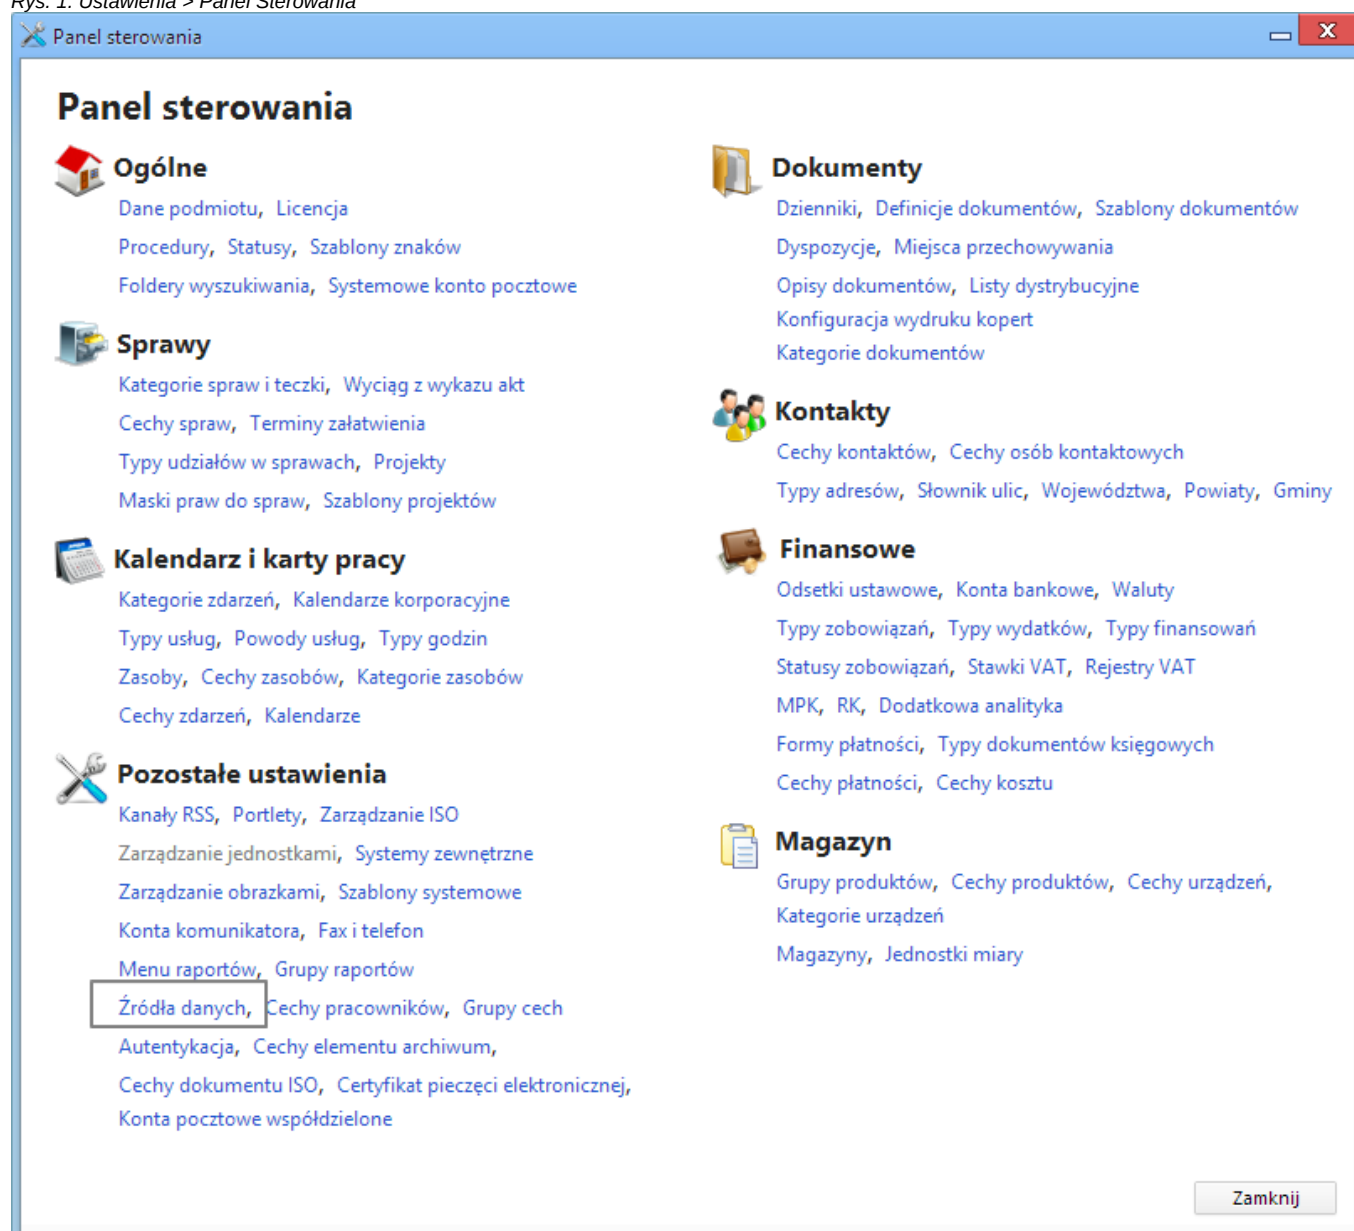 Rys. 1. Ustawienia > Panel Sterowania
Panel sterowania
X
Panel sterowania
Ogólne
Dane podmiotu, Licencja
Procedury, Statusy, Szablony znaków
Foldery wyszukiwania, Systemowe konto pocztowe
Sprawy
Kategorie spraw i teczki, Wyciąg z wykazu akt
Cechy spraw, Terminy załatwienia
Typy udziałów w sprawach, Projekty
Maski praw do spraw, Szablony projektów
Kalendarz i karty pracy
Kategorie zdarzeń, Kalendarze korporacyjne
Typy usług, Powody usług, Typy godzin
Zasoby, Cechy zasobów, Kategorie zasobów
Cechy zdarzeń, Kalendarze
Pozostałe ustawienia
Kanały RSS, Portlety, Zarządzanie ISO
Zarządzanie jednostkami, Systemy zewnętrzne
Zarządzanie obrazkami, Szablony systemowe
Konta komunikatora, Fax i telefon
Menu raportów, Grupy raportów
Źródła danych, Cechy pracowników, Grupy cech
Autentykacja, Cechy elementu archiwum,
Cechy dokumentu ISO, Certyfikat pieczęci elektronicznej,
Konta pocztowe współdzielone
Dokumenty
Dzienniki, Definicje dokumentów, Szablony dokumentów
Dyspozycje, Miejsca przechowywania
Opisy dokumentów, Listy dystrybucyjne
Konfiguracja wydruku kopert
Kategorie dokumentów
Kontakty
Cechy kontaktów, Cechy osób kontaktowych
Typy adresów, Słownik ulic, Województwa, Powiaty, Gminy
Finansowe
Odsetki ustawowe, Konta bankowe, Waluty
Typy zobowiązań, Typy wydatków, Typy finansowań
Statusy zobowiązań, Stawki VAT, Rejestry VAT
MPK, RK, Dodatkowa analityka
Formy płatności, Typy dokumentów księgowych
Cechy płatności, Cechy kosztu
Magazyn
Grupy produktów, Cechy produktów, Cechy urządzeń,
Kategorie urządzeń
Magazyny, Jednostki miary
Zamknij